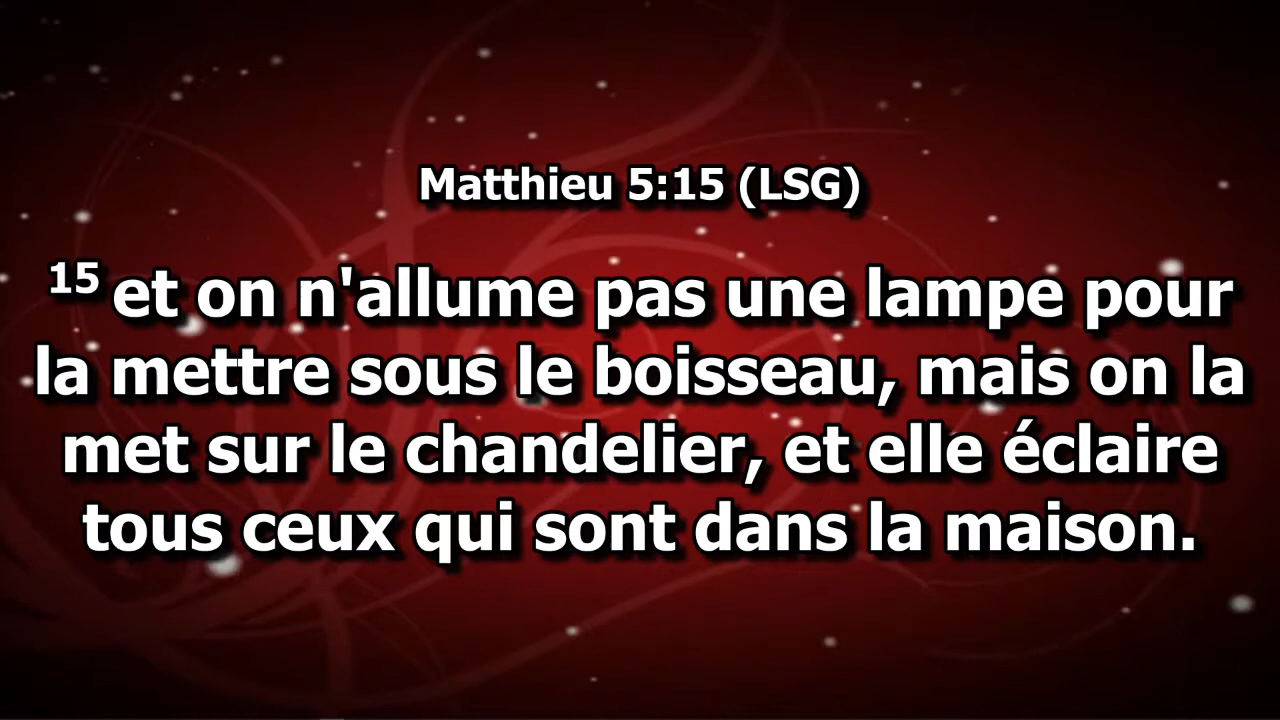 Matthieu 5:15 (LSG)
15 et on n'allume pas une lampe pour
la mettre sous le boisseau, mais on la
met sur le chandelier, et elle éclaire
tous ceux qui sont dans la maison.